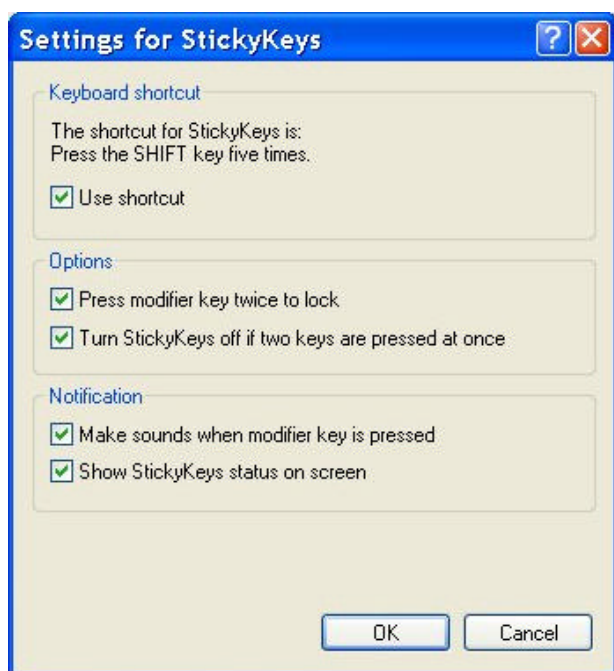 Settings for StickyKeys
Keyboard shortcut
The shortcut for StickyKeys is:
Press the SHIFT key five times.
Use shortcut
Options
Press modifier key twice to lock
Turn StickyKeys off if two keys are pressed at once
Notification
Make sounds when modifier key is pressed
Show StickyKeys status on screen
OK Cancel